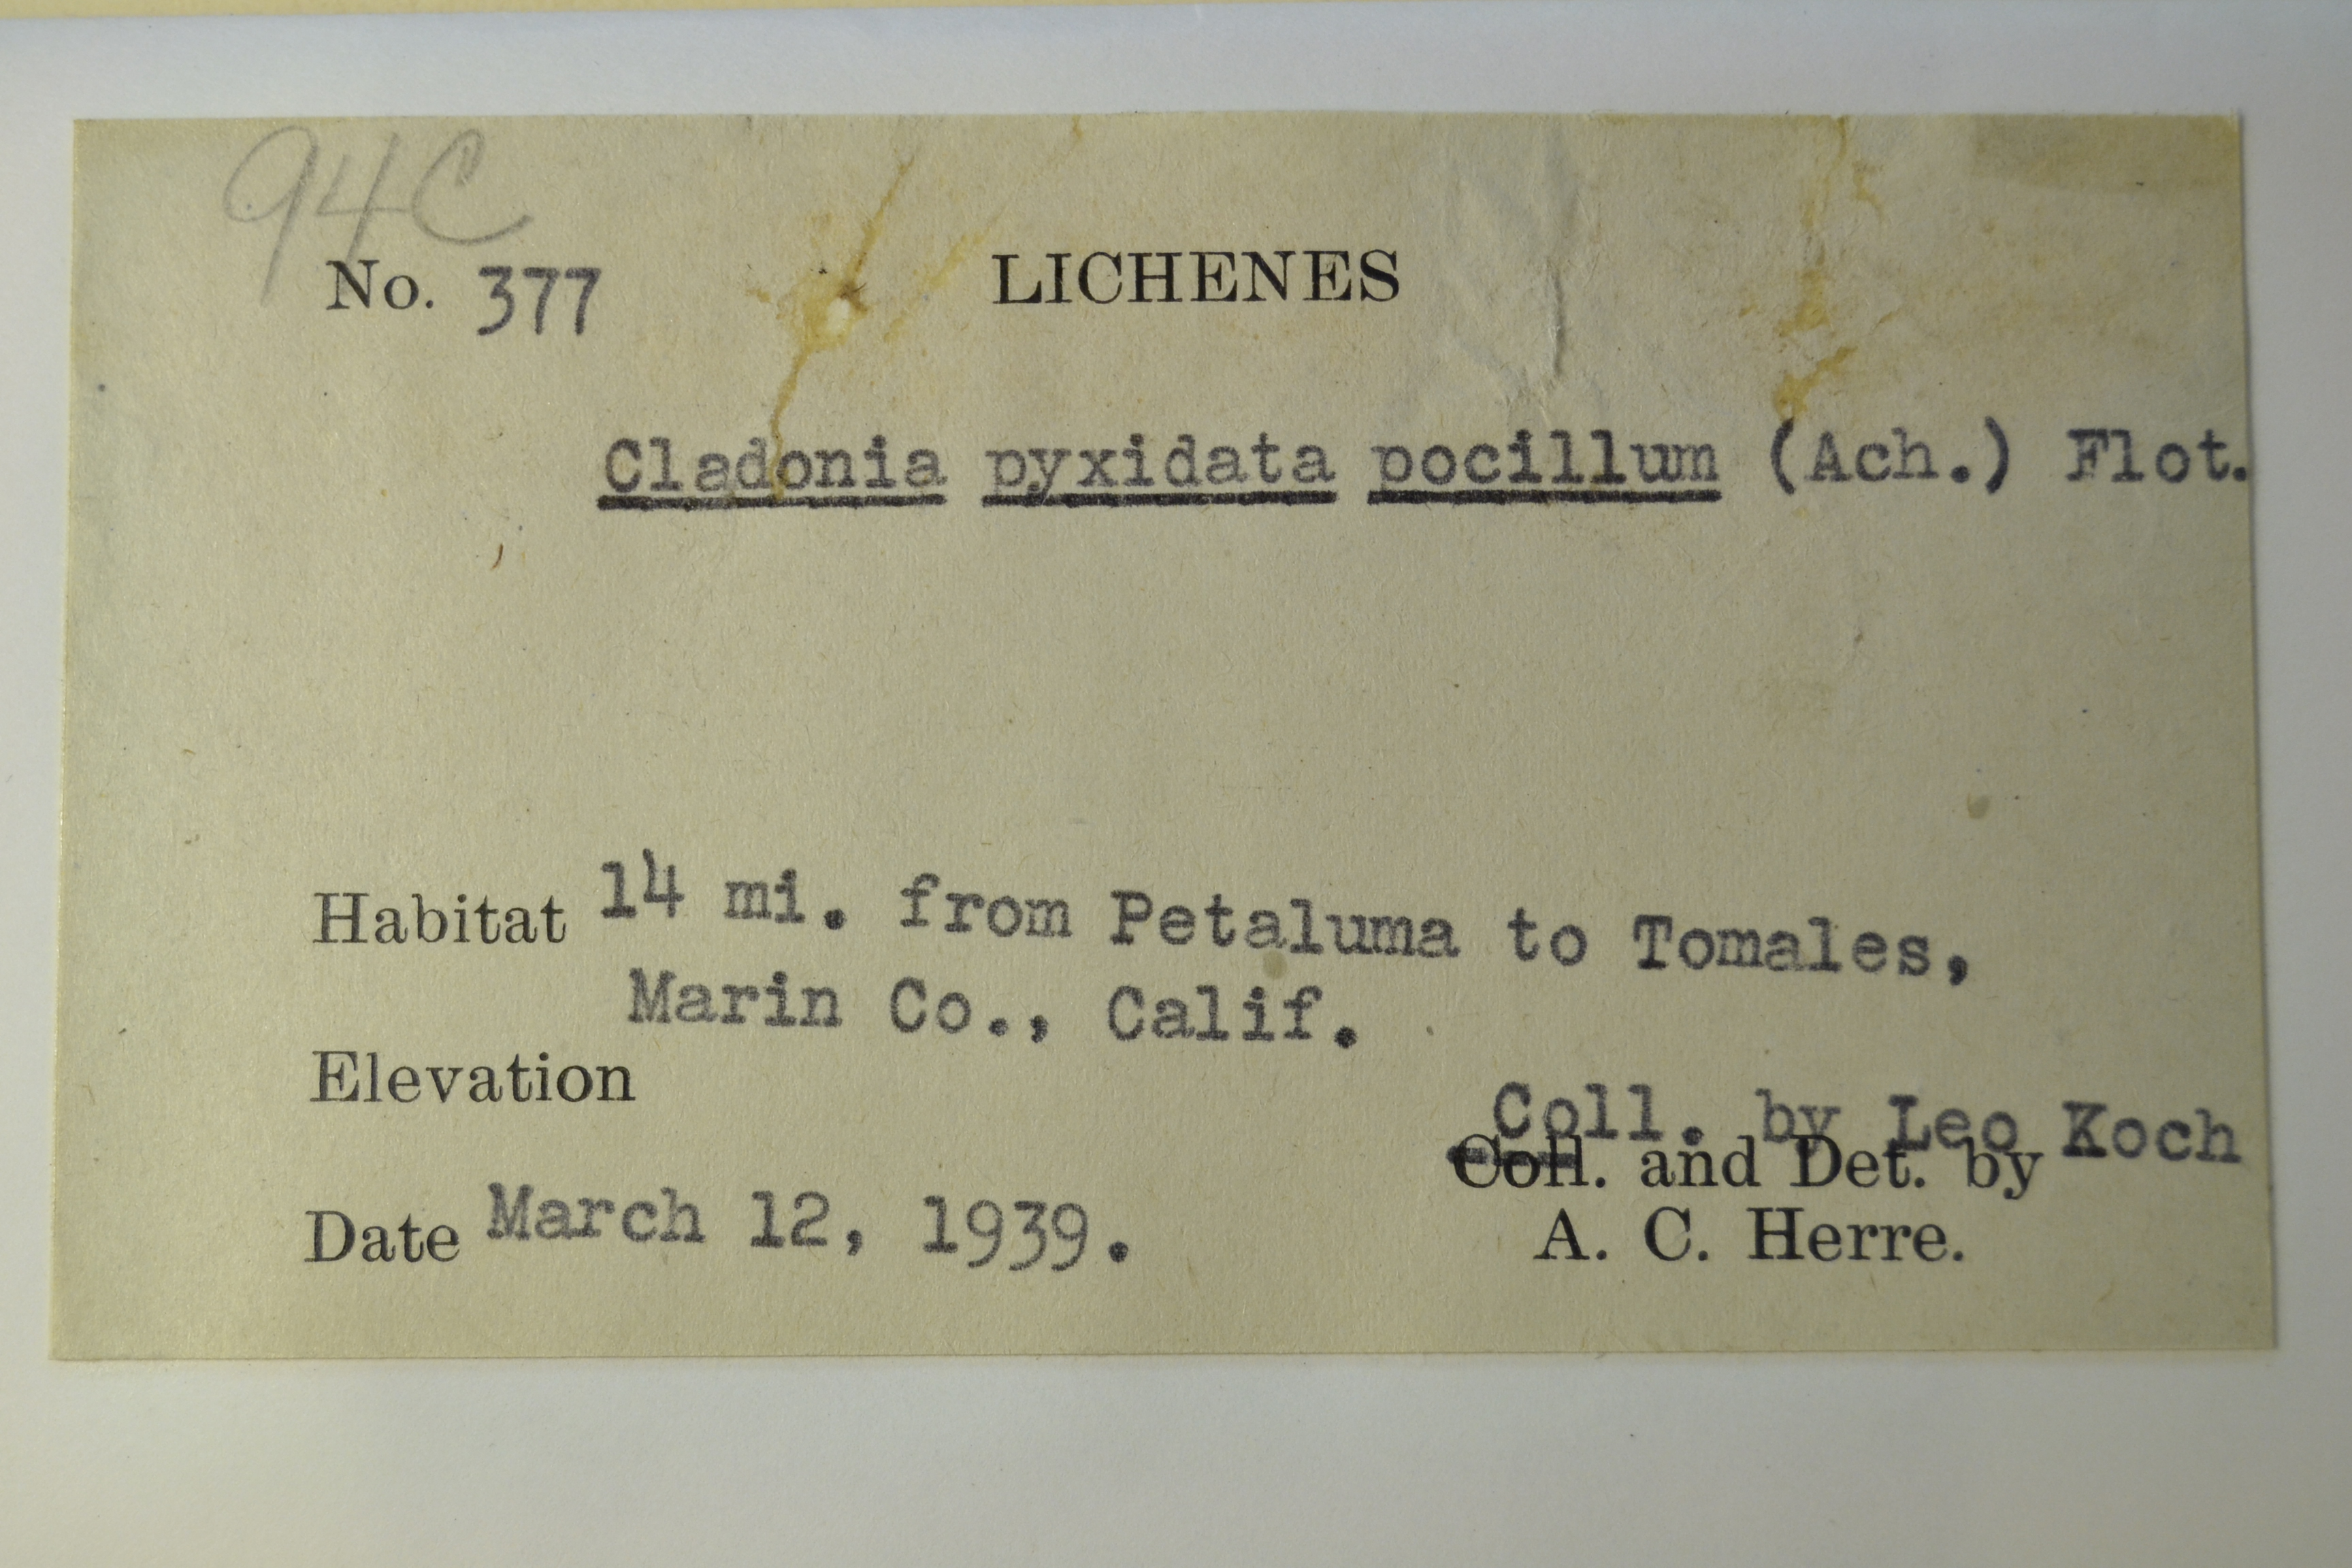 94C
No. 377 LICHENES
Cladonia pyxidata pocillum (Ach.) Flot.
Habitat 14 mi. from Petaluma to Tomales,
Marin Co., Calif.
Elevation
Coll. by Leo Koch
Coll. and Det. by
Date March 12, 1939.
A. C. Herre.